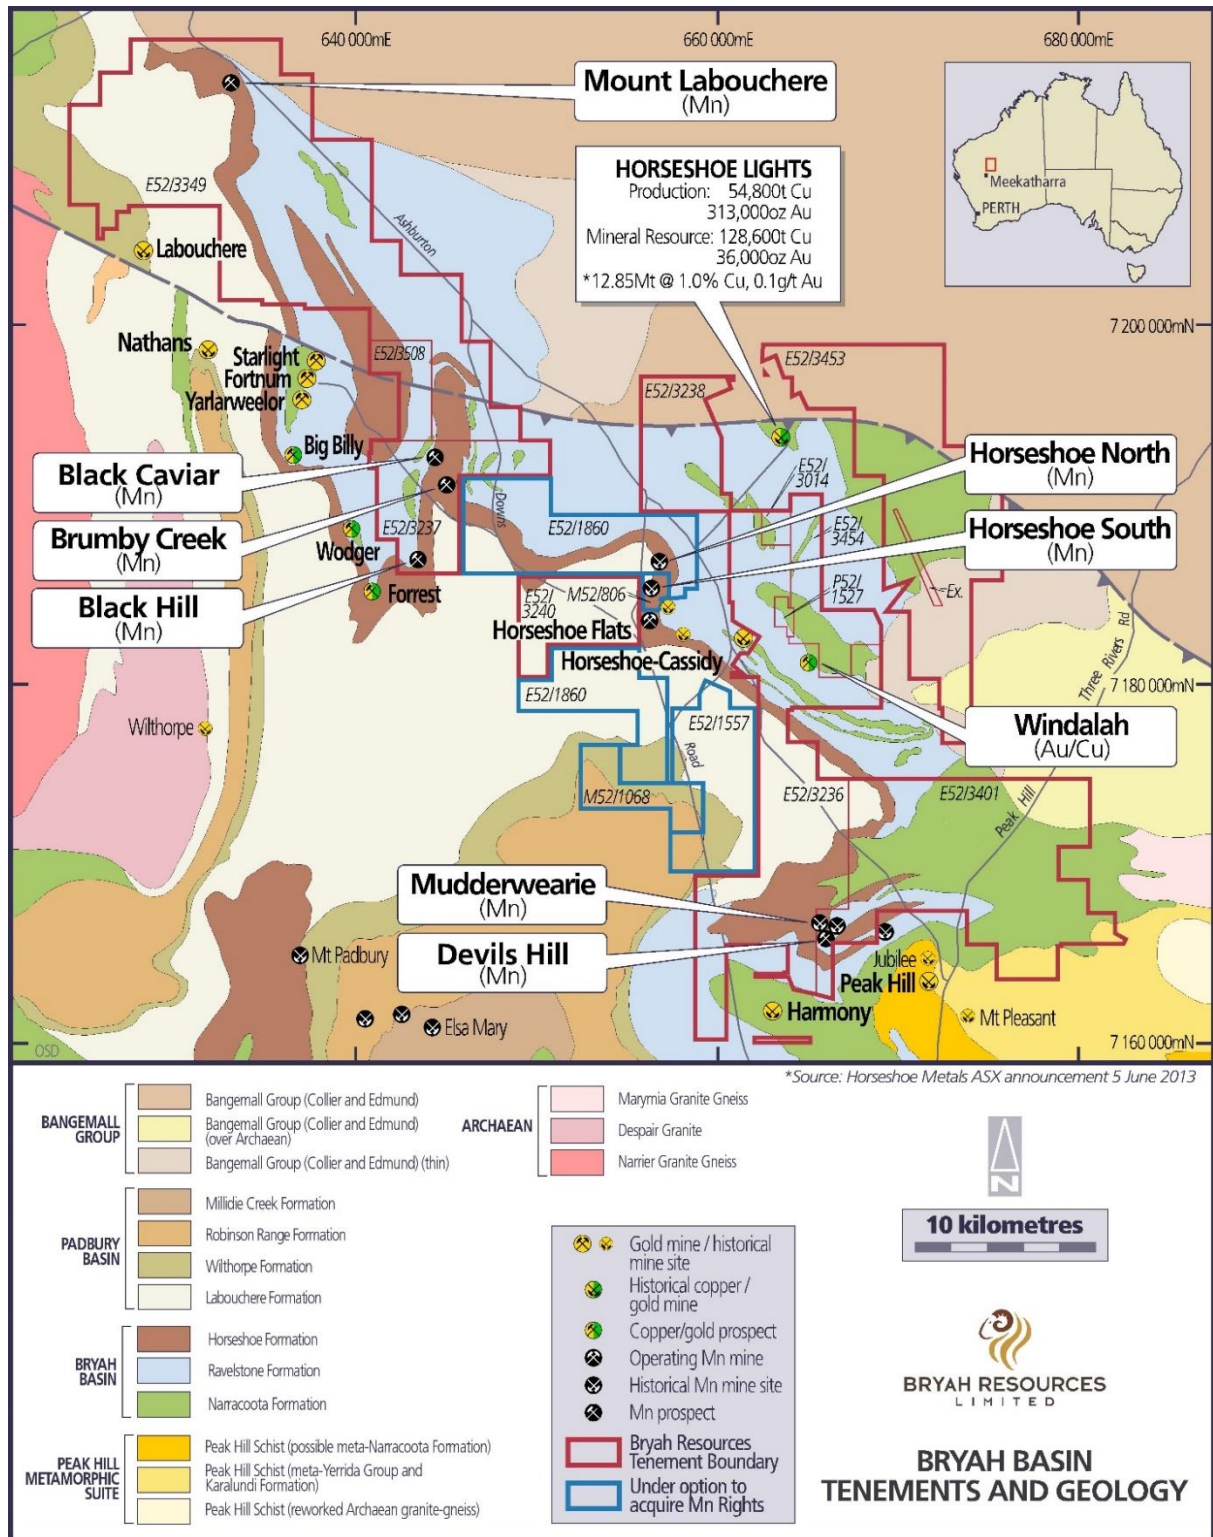 640 000mE
660 000mE
680 000mE
Mount Labouchere
(Mn)
HORSESHOE LIGHTS
Production: 54,800t Cu
313,000oz Au
Mineral Resource: 128,600t Cu
36,000oz Au
*12.85Mt @ 1.0% Cu, 0.1g/t Au
Meekatharra
PERTH
E52/3349
Ashburton
Labouchere
7 200 000mN
Nathans
Starlight
Fortnum
Yarlarweelor
E52/3508
E52/3453
E52/3238
Big Billy
Black Caviar
(Mn)
Horseshoe North
(Mn)
E52/
3014
Downs
E52/1860
E52/
3454
Brumby Creek
(Mn)
E52/3237
Wodger
Horseshoe South
(Mn)
Black Hill
(Mn)
Forrest
E52/
3240
M52/806
P52/
1527
Ex.
Horseshoe Flats
Horseshoe-Cassidy
Three Rivers Rd
7 180 000mN
E52/1860
E52/1557
Windalah
(Au/Cu)
Wilthorpe
Road
M52/1068
E52/3236
E52/3401
Peak Hill
Mudderwearie
(Mn)
Devils Hill
(Mn)
Mt Padbury
Jubilee
Peak Hill
Harmony
Mt Pleasant
Elsa Mary
OSD
7 160 000mN
*Source: Horseshoe Metals ASX announcement 5 June 2013
BANGEMALL
GROUP
Bangemall Group (Collier and Edmund)
Bangemall Group (Collier and Edmund)
(over Archaean)
Bangemall Group (Collier and Edmund) (thin)
PADBURY
BASIN
Millidie Creek Formation
Robinson Range Formation
Wilthorpe Formation
Labouchere Formation
BRYAH
BASIN
Horseshoe Formation
Ravelstone Formation
Narracoota Formation
PEAK HILL
METAMORPHIC
SUITE
Peak Hill Schist (possible meta-Narracoota Formation)
Peak Hill Schist (meta-Yerrida Group and
Karalundi Formation)
Peak Hill Schist (reworked Archaean granite-gneiss)
ARCHAEAN
Marymia Granite Gneiss
Despair Granite
Narrier Granite Gneiss
Gold mine / historical
mine site
Historical copper /
gold mine
Copper/gold prospect
Operating Mn mine
Historical Mn mine site
Mn prospect
Bryah Resources
Tenement Boundary
Under option to
acquire Mn Rights
N
10 kilometres
BRYAH RESOURCES
LIMITED
BRYAH BASIN
TENEMENTS AND GEOLOGY